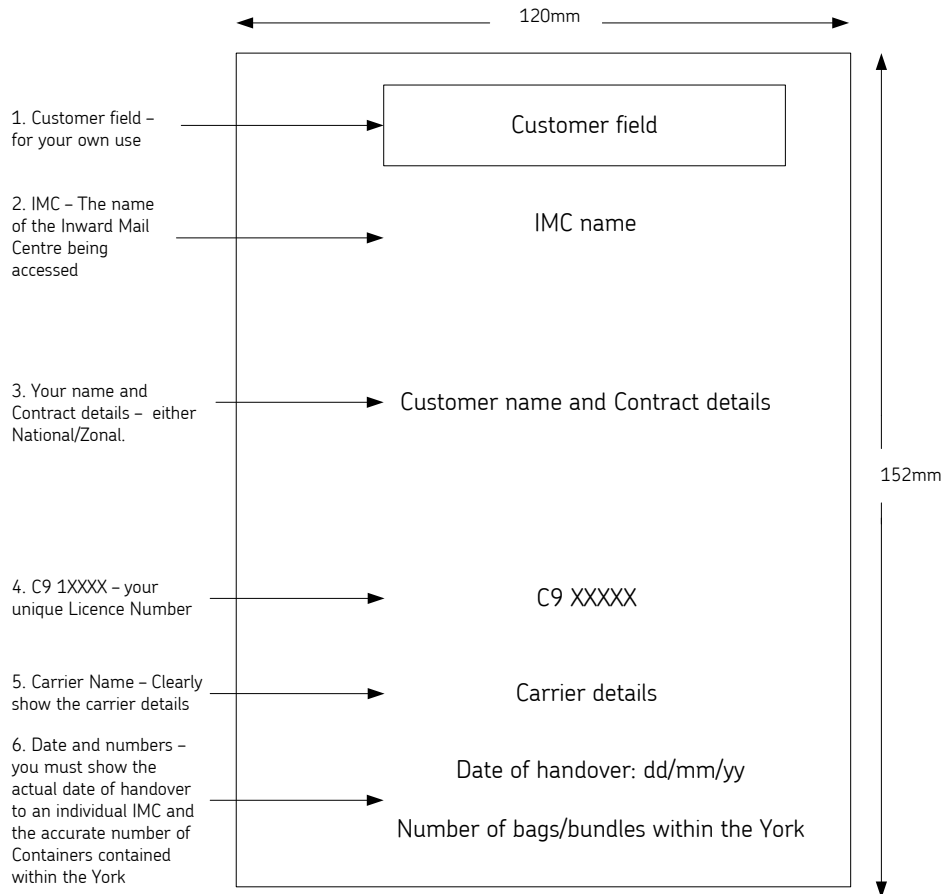 120mm
1. Customer field –
for your own use
Customer field
2. IMC – The name
of the Inward Mail
Centre being
accessed
IMC name
3. Your name and
Contract details –  either
National/Zonal.
Customer name and Contract details
152mm
4. C9 1XXXX – your
unique Licence Number
C9 XXXXX
5. Carrier Name – Clearly
show the carrier details
Carrier details
6. Date and numbers –
you must show the
actual date of handover
to an individual IMC and
the accurate number of
Containers contained
within the York
Date of handover: dd/mm/yy
Number of bags/bundles within the York